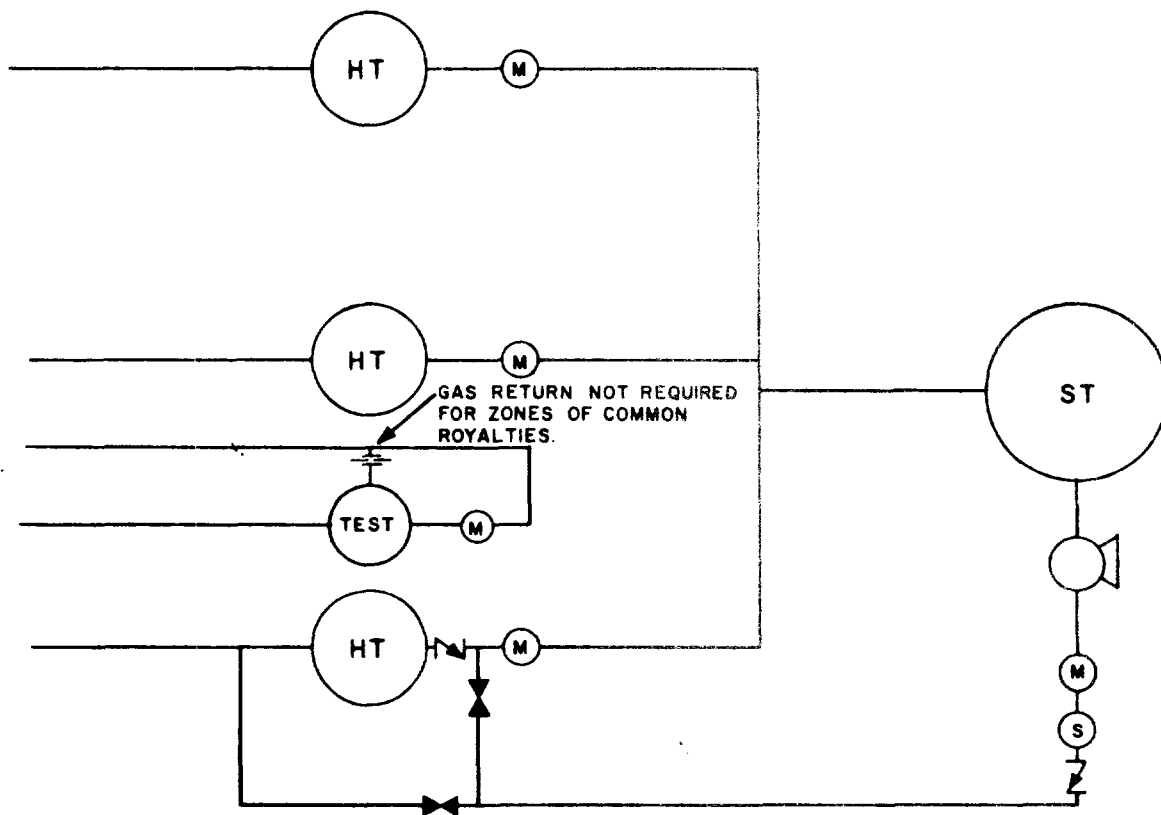 HT
M
HT
M
GAS RETURN NOT REQUIRED
FOR ZONES OF COMMON
ROYALTIES.
ST
TEST
M
HT
M
M
S